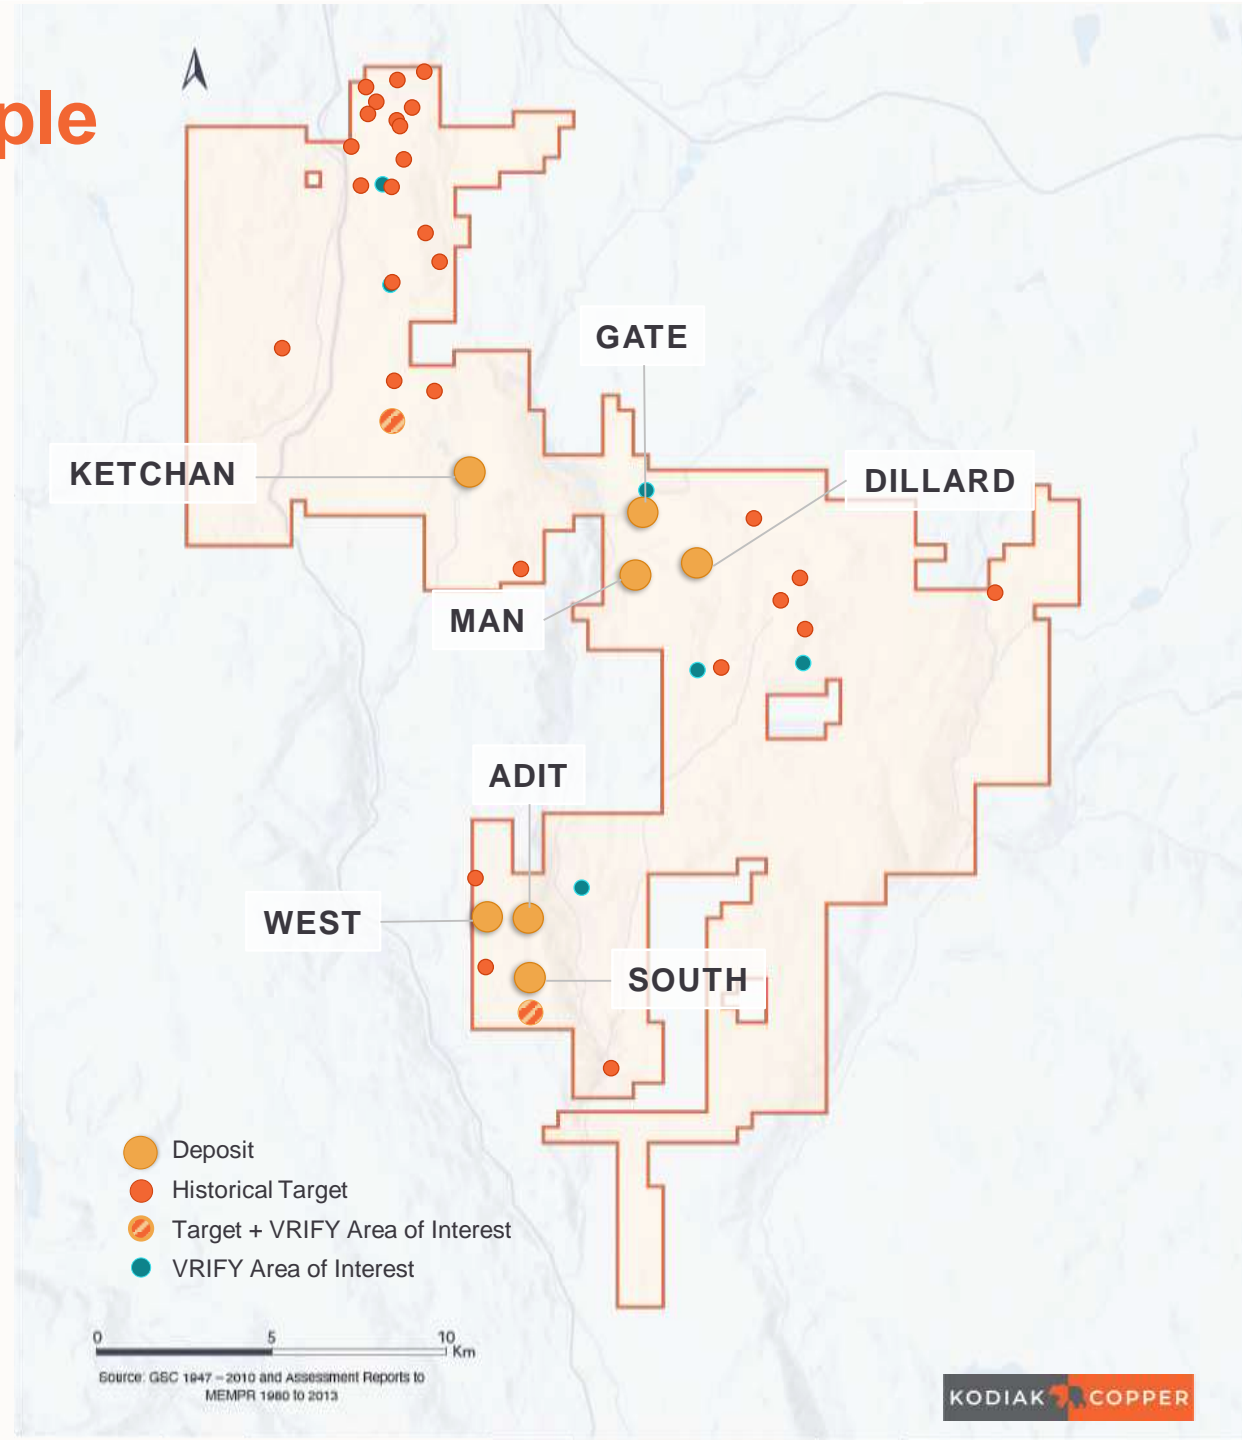 ple
GATE
KETCHAN
DILLARD
MAN
ADIT
WEST
SOUTH
Deposit
Historical Target
Target + VRIFY Area of Interest
VRIFY Area of Interest
0 5 10
Km
Source: GSC 1947 – 2010 and Assessment Reports to
MEMPR 1980 to 2013
KODIAK COPPER